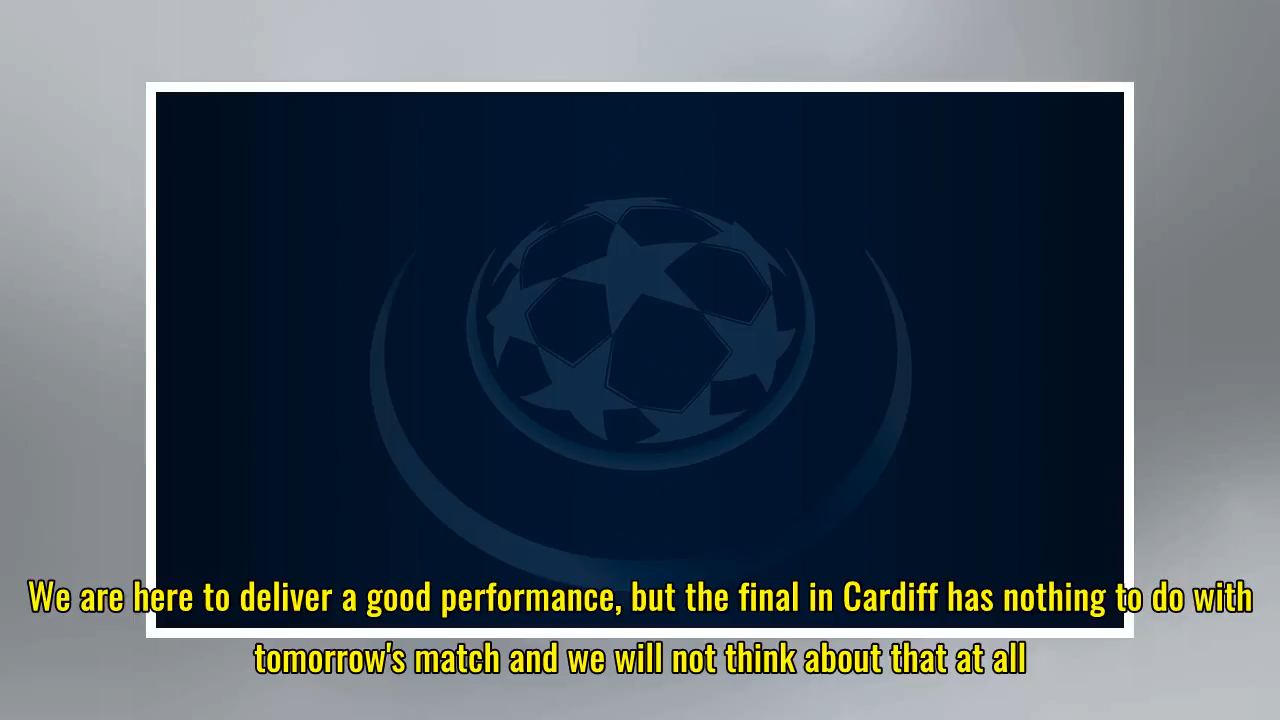 We are here to deliver a good performance, but the final in Cardiff has nothing to do with
tomorrow's match and we will not think about that at all